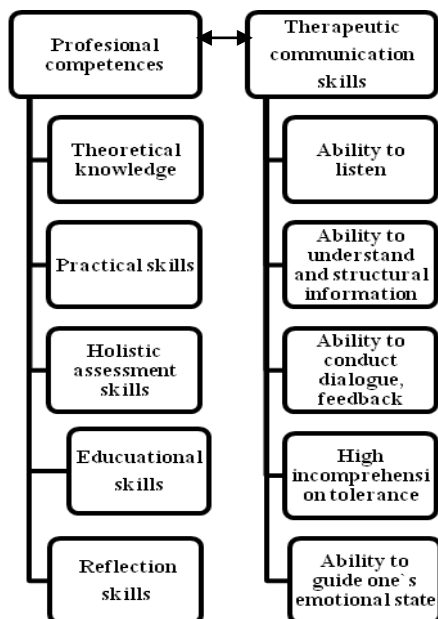 Profesional
competences
Theoretical
knowledge
Practical skills
Holistic
assessment
skills
Educuational
skills
Reflection
skills
Therapeutic
communication
skills
Ability to
listen
Ability to
understand
and structural
information
Ability to
conduct
dialogue,
feedback
High
incomprehensi
on tolerance
Ability to
guide one`s
emotional state